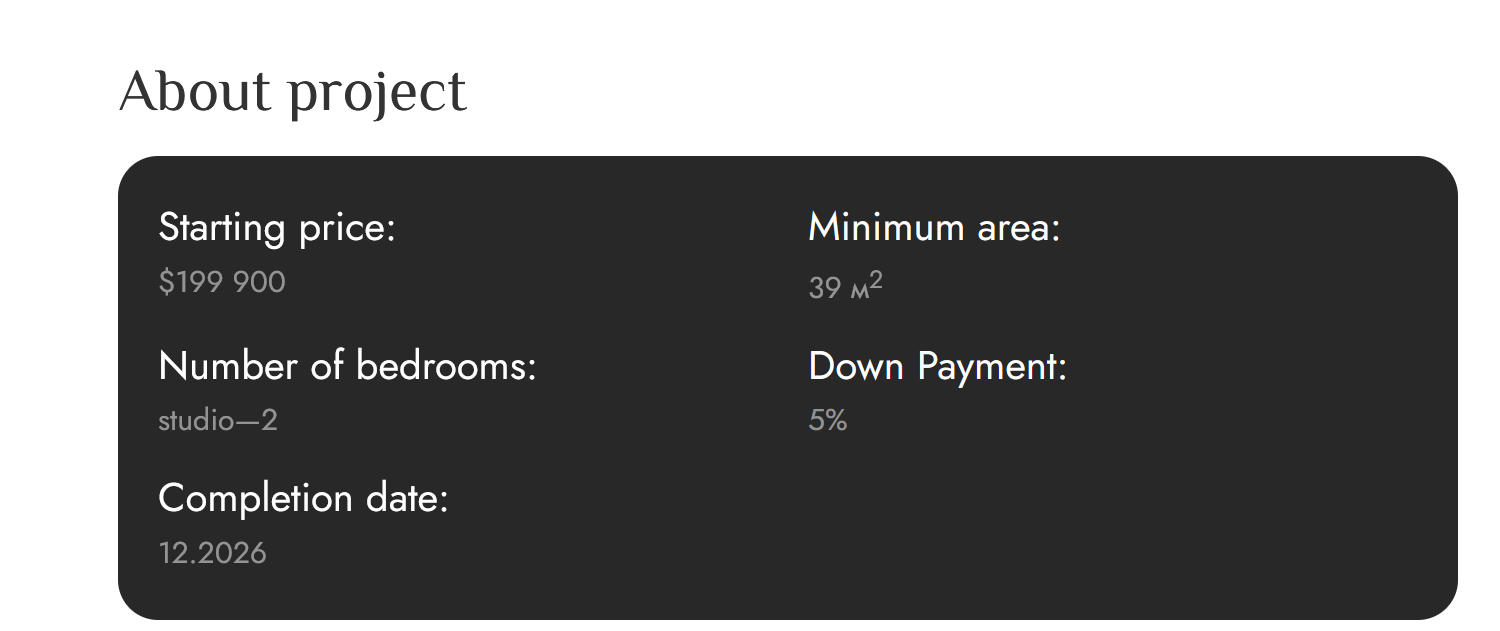 About project
Starting price:
$199 900
Minimum area:
39 м²
Number of bedrooms:
studio—2
Down Payment:
5%
Completion date:
12.2026